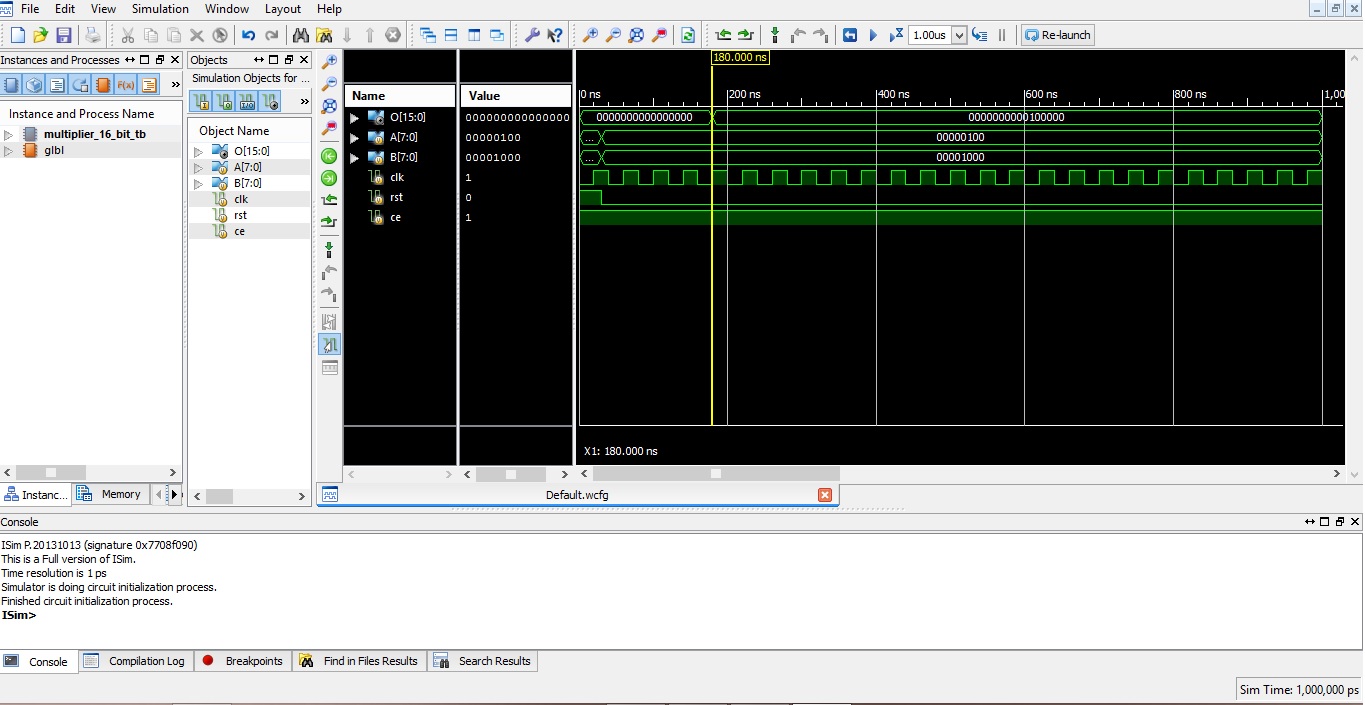 File Edit View Simulation Window Layout Help
1.00us Re-launch
Instances and Processes
Instance and Process Name
multiplier_16_bit_tb
glbl
Instanc... Memory
Objects
Simulation Objects for ...
Object Name
O[15:0]
A[7:0]
B[7:0]
clk
rst
ce
Name Value
O[15:0] 000000000000000
A[7:0] 00000100
B[7:0] 00001000
clk 1
rst 0
ce 1
180.000 ns
0 ns 200 ns 400 ns 600 ns 800 ns 1,00
0000000000000000 0000000000100000
... 00000100
... 00001000
X1: 180.000 ns
Default.wcfg
Console
ISim P.20131013 (signature 0x7708f090)
This is a Full version of ISim.
Time resolution is 1 ps
Simulator is doing circuit initialization process.
Finished circuit initialization process.
ISim>
Console Compilation Log Breakpoints Find in Files Results Search Results
Sim Time: 1,000,000 ps